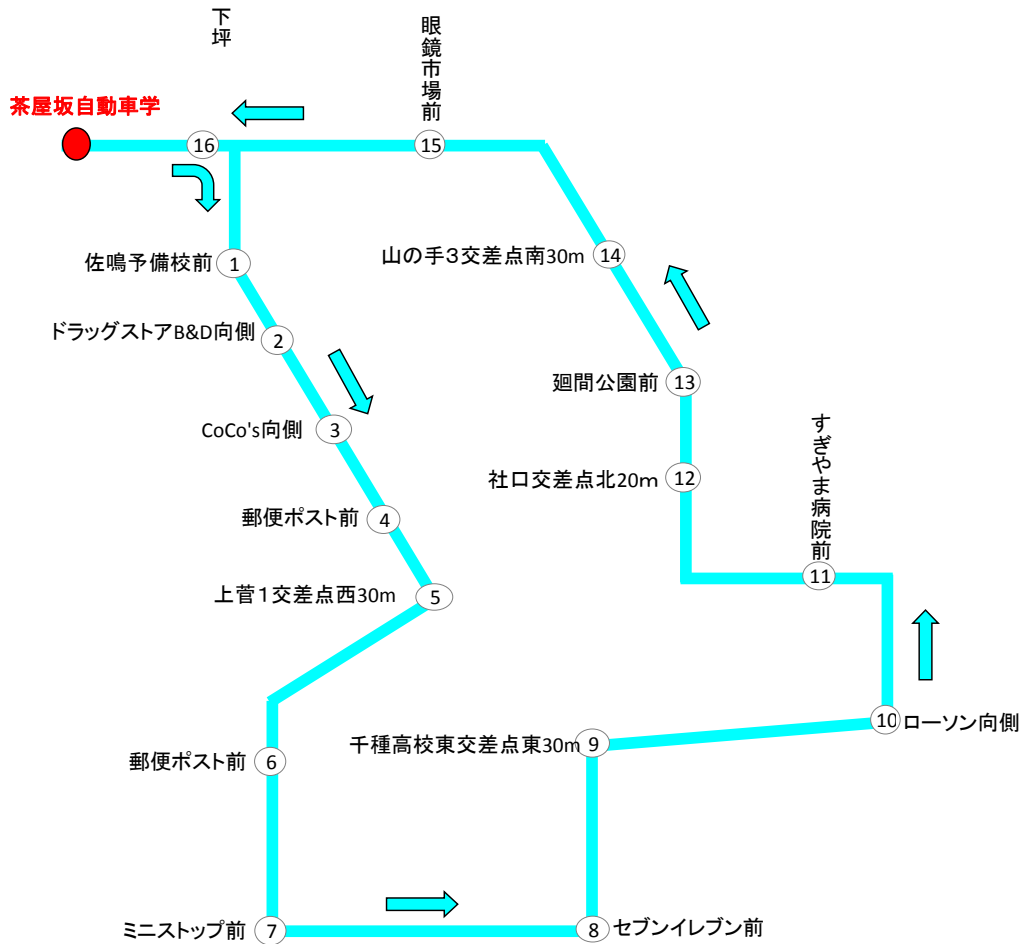 下坪
眼鏡市場前
茶屋坂自動車学
16
15
佐鳴予備校前
1
山の手３交差点南30m
14
ドラッグストアB&D向側
2
廻間公園前
13
CoCo's向側
3
社口交差点北20ｍ
12
すぎやま病院前
11
郵便ポスト前
4
上菅１交差点西30m
5
10
ローソン向側
千種高校東交差点東30m
9
郵便ポスト前
6
ミニストップ前
7
8
セブンイレブン前